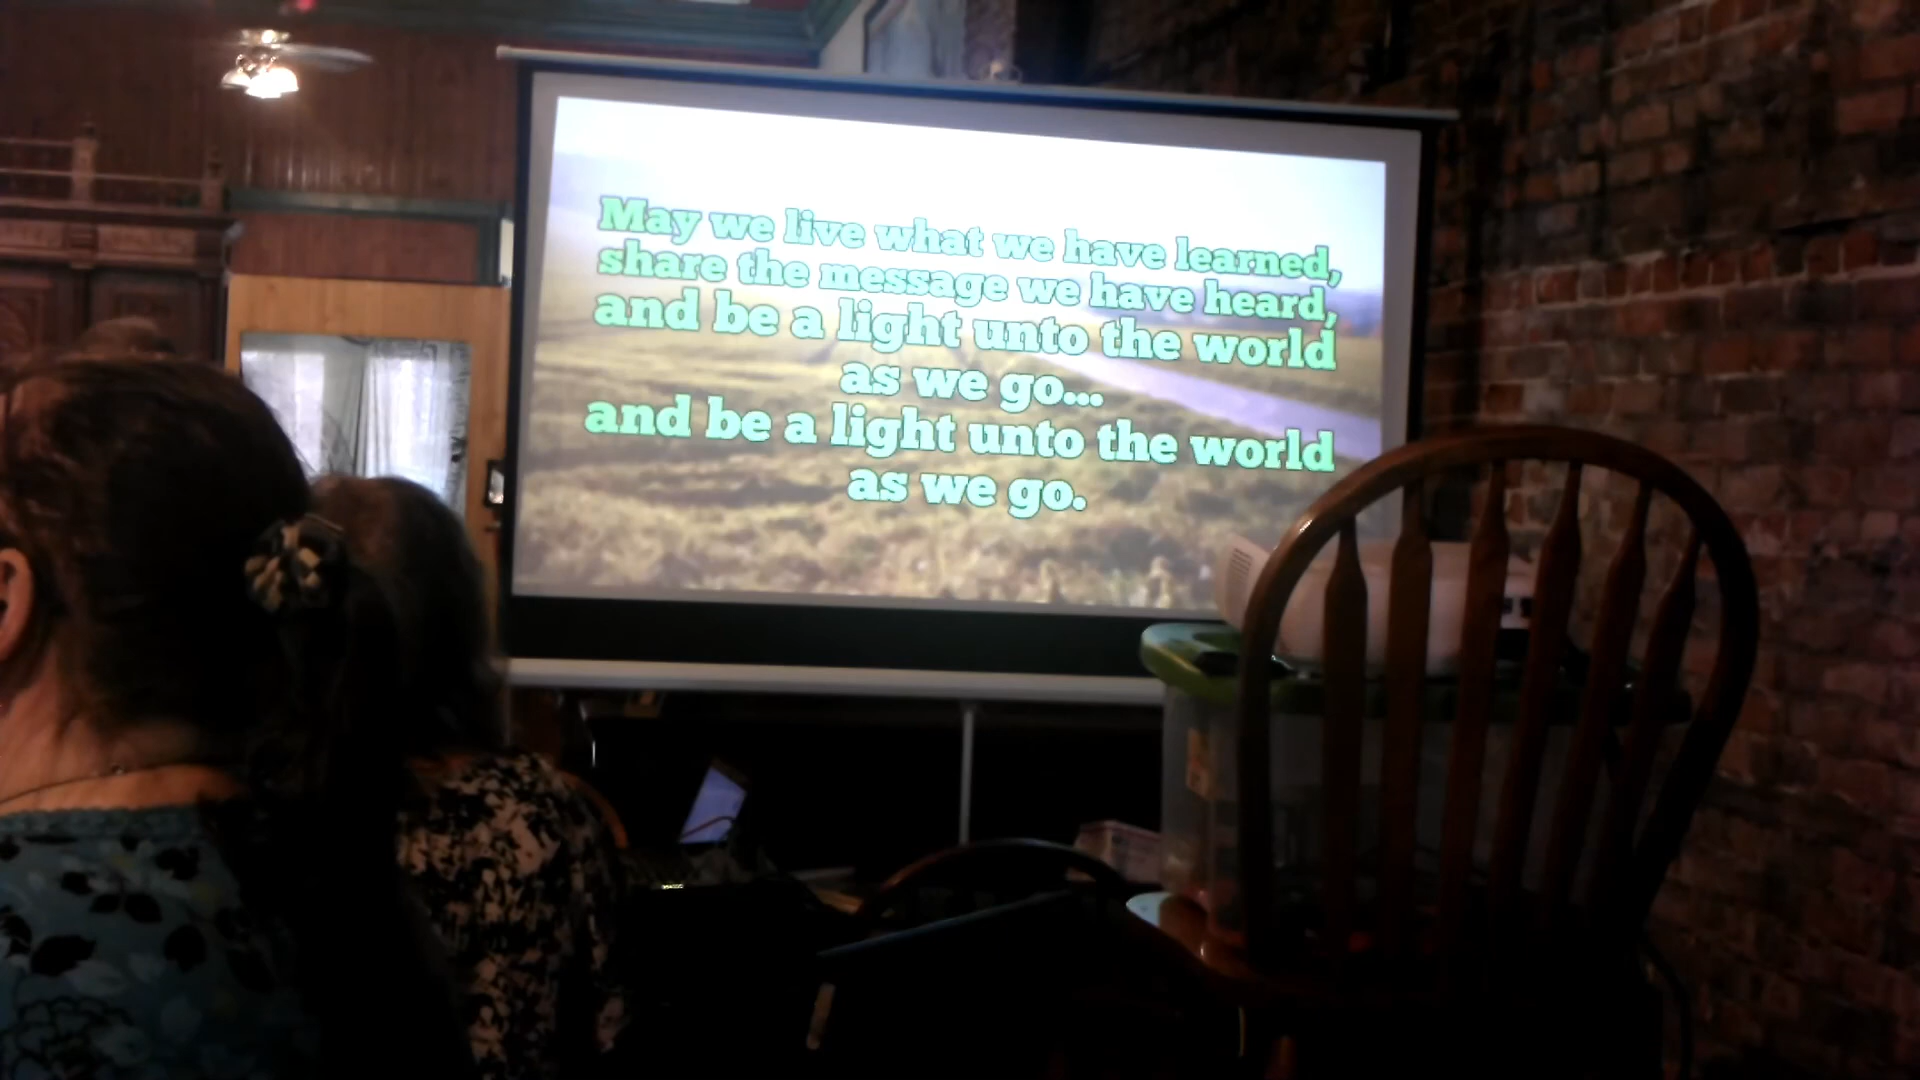 May we live what we have learned,
share the message we have heard,
and be a light unto the world
as we go...
and be a light unto the world
as we go.